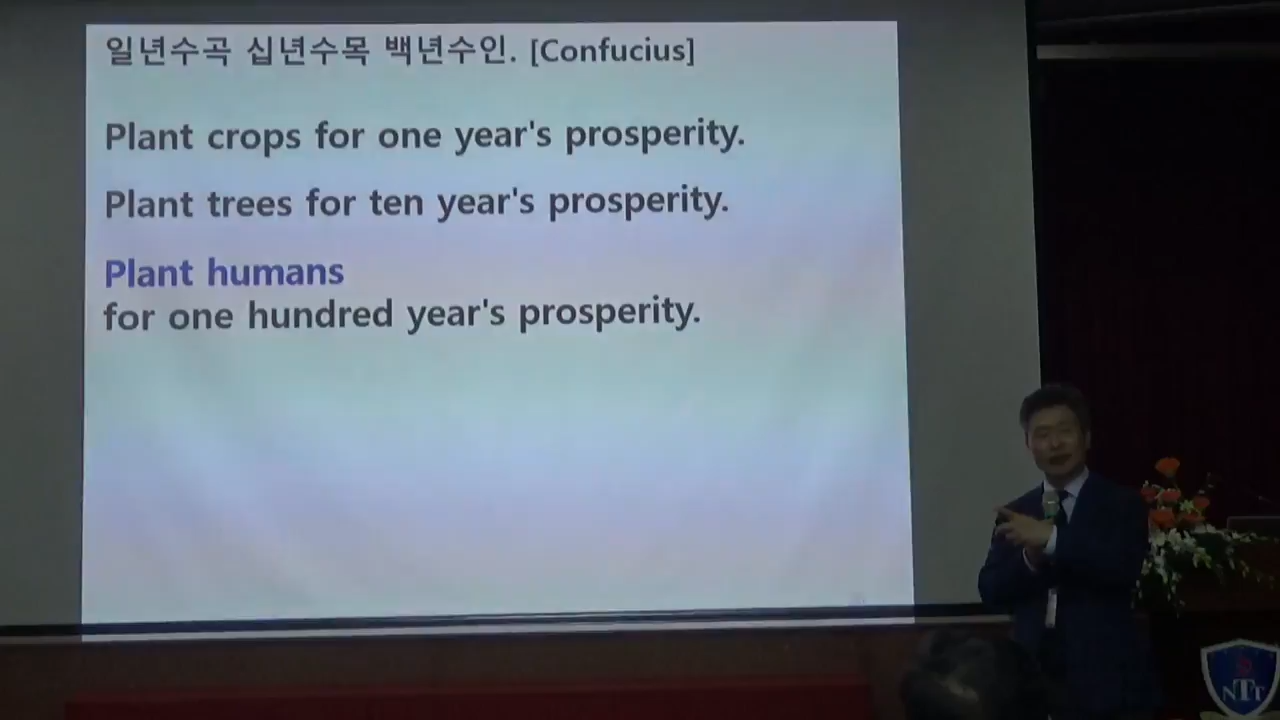 일년수곡 십년수목 백년수인. [Confucius]
Plant crops for one year's prosperity.
Plant trees for ten year's prosperity.
Plant humans
for one hundred year's prosperity.
NTT